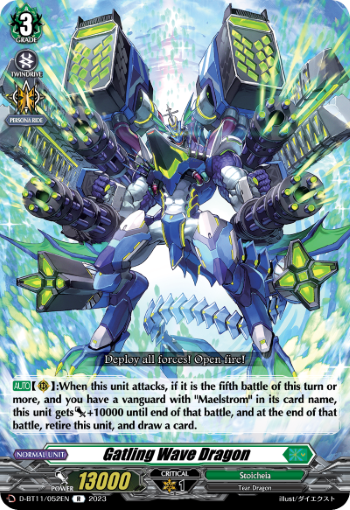 3
GRADE
TWINDRIVE
PERSONA RIDE
Deploy all forces! Open fire!
AUTO【 】:When this unit attacks, if it is the fifth battle of this turn or
more, and you have a vanguard with "Maelstrom" in its card name,
this unit gets +10000 until end of that battle, and at the end of that
battle, retire this unit, and draw a card.
NORMAL UNIT
Gatling Wave Dragon
POWER 13000
CRITICAL
1
Stoicheia
Tear Dragon
D-BT11/052EN R 2023
illust/ダイエクスト